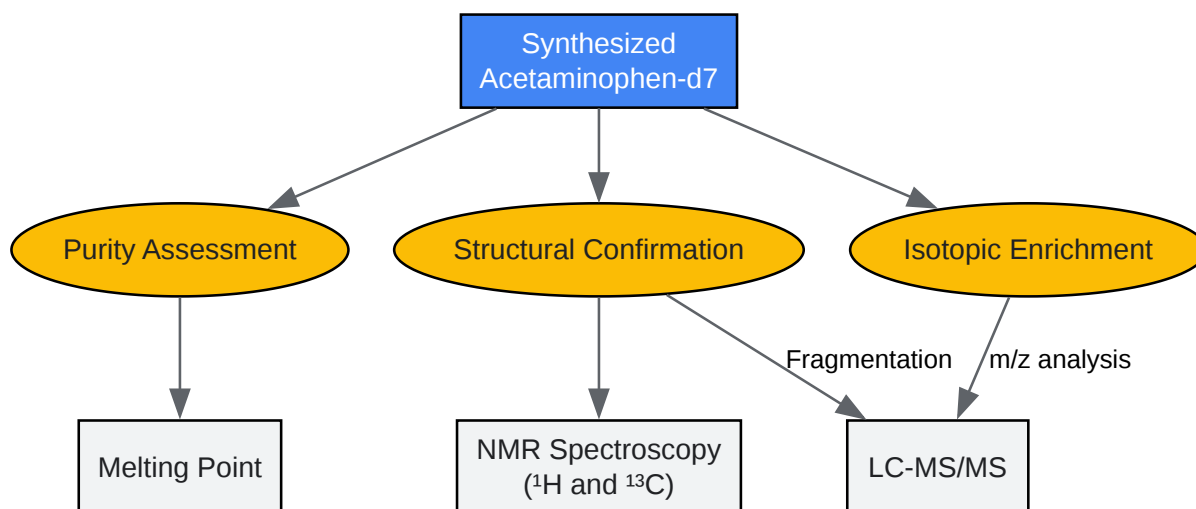 Synthesized
Acetaminophen-d7
Purity Assessment
Structural Confirmation
Isotopic Enrichment
Fragmentation
m/z analysis
Melting Point
NMR Spectroscopy
(¹H and ¹³C)
LC-MS/MS